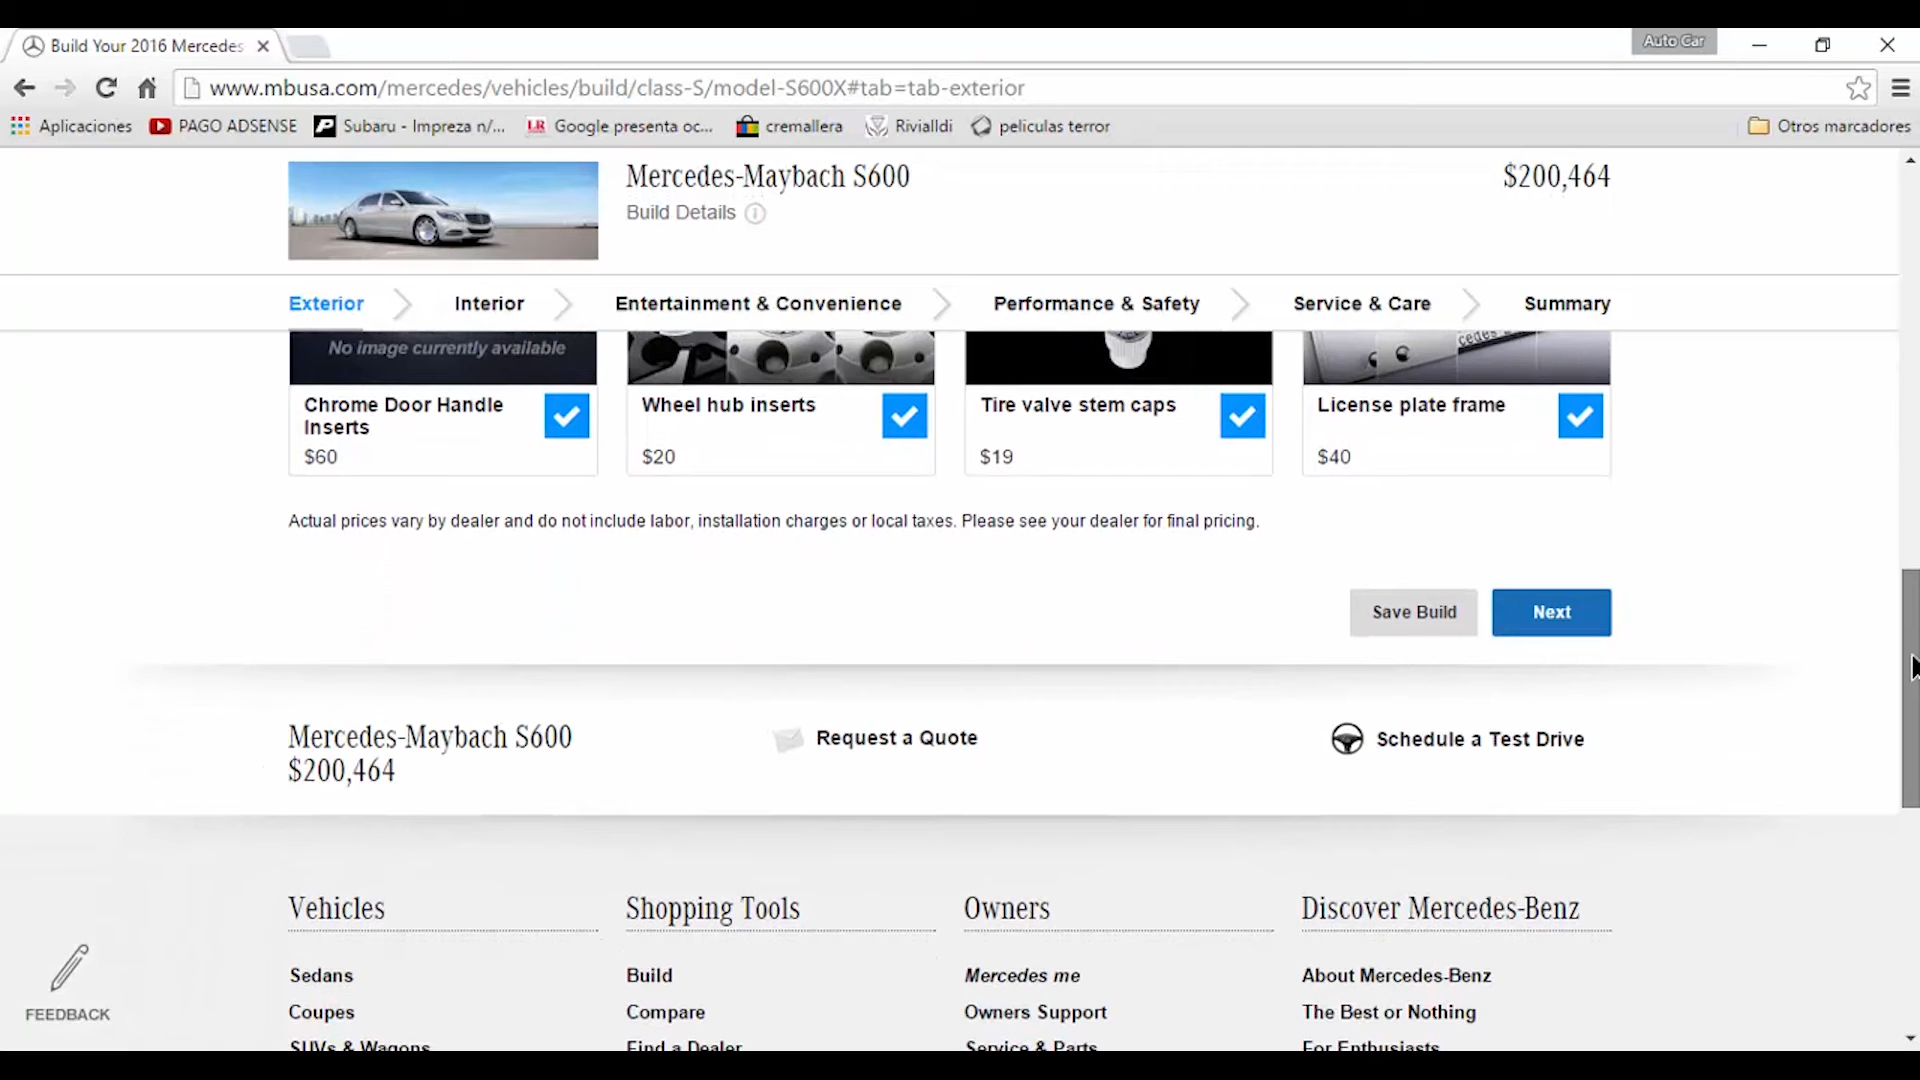 Build Your 2016 Mercedes
Auto Car
www.mbusa.com/mercedes/vehicles/build/class-S/model-S600X#tab=tab-exterior
Aplicaciones
PAGO ADSENSE
Subaru - Impreza n/...
LR
Google presenta oc...
cremallera
Rivialldi
peliculas terror
Otros marcadores
Mercedes-Maybach S600
$200,464
Build Details
Exterior
Interior
Entertainment & Convenience
Performance & Safety
Service & Care
Summary
No image currently available
Chrome Door Handle
Inserts
$60
Wheel hub inserts
$20
Tire valve stem caps
$19
License plate frame
$40
Actual prices vary by dealer and do not include labor, installation charges or local taxes. Please see your dealer for final pricing.
Save Build
Next
Mercedes-Maybach S600
$200,464
Request a Quote
Schedule a Test Drive
Vehicles
Shopping Tools
Owners
Discover Mercedes-Benz
Sedans
Build
Mercedes me
About Mercedes-Benz
Coupes
Compare
Owners Support
The Best or Nothing
SUVs & Wagons
Find a Dealer
Service & Parts
For Enthusiasts
FEEDBACK